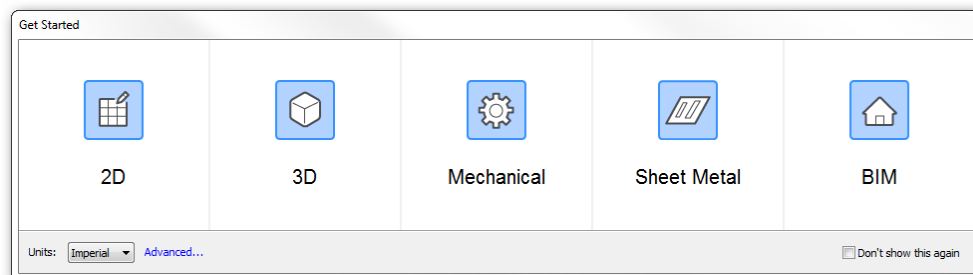 Get Started
2D 3D Mechanical Sheet Metal BIM
Units: Imperial Advanced... Don't show this again